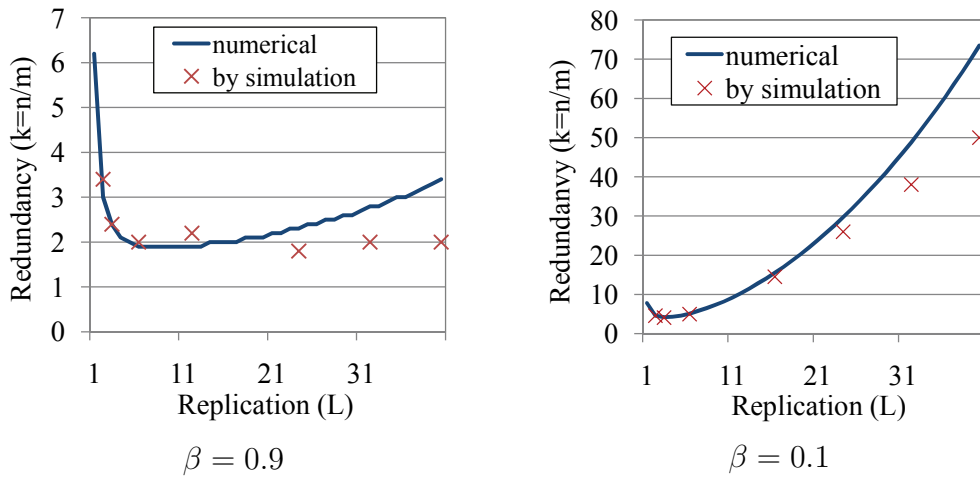 7
6
5
4
3
2
1
0
Redundancy (k=n/m)
numerical
by simulation
1 11 21 31
Replication (L)
β = 0.9
80
70
60
50
40
30
20
10
0
Redundanvy (k=n/m)
numerical
by simulation
1 11 21 31
Replication (L)
β = 0.1